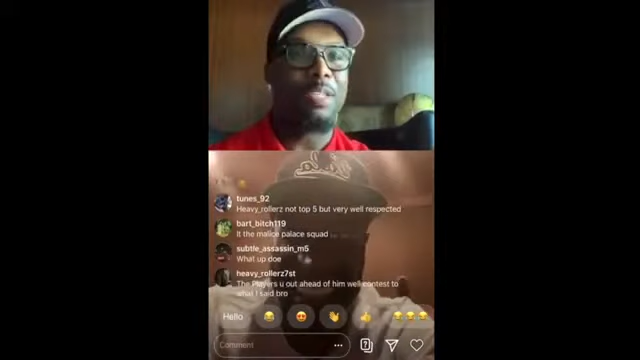 tunes_92
Heavy_rollerz not top 5 but very well respected
bart_bitch119
It the malice palace squad
subtle_assassin_m5
What up doe
heavy_rollerz7st
The Players u out ahead of him well contest to
what I said bro
Hello
Comment